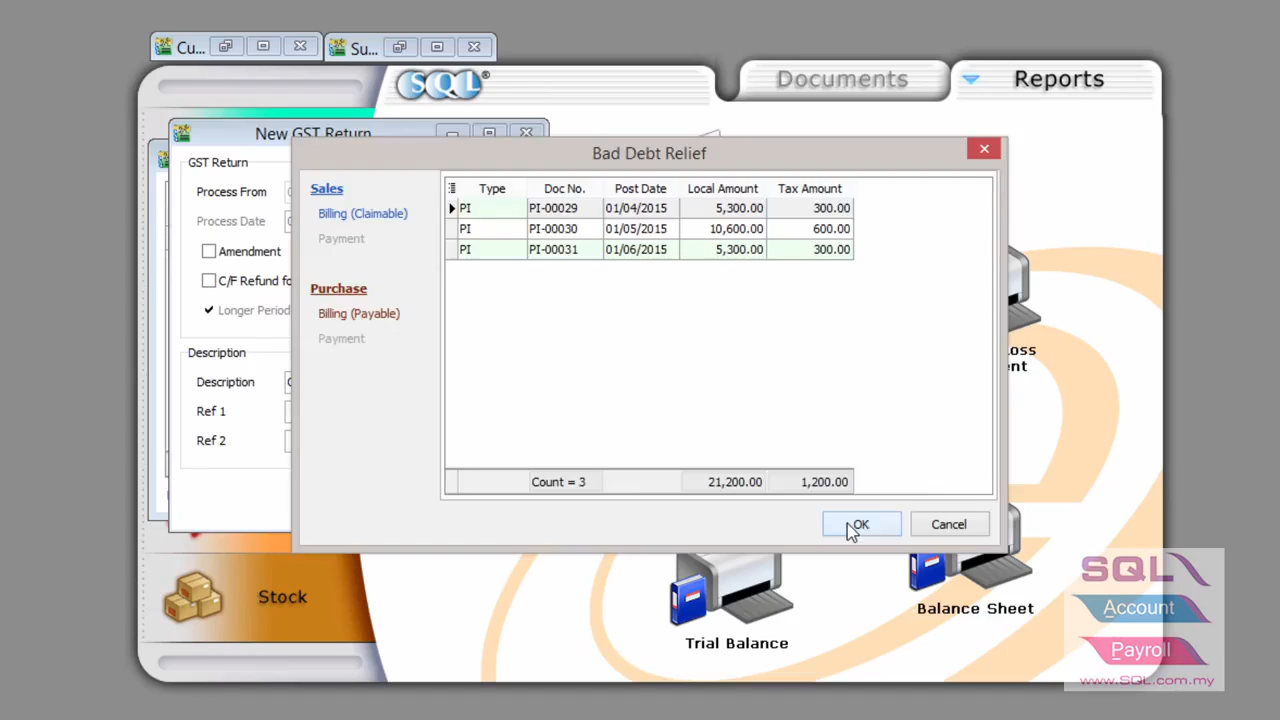 Cu...
Su...
SQL®
Documents
Reports
New GST Return
GST Return
Process From
Process Date
Amendment
C/F Refund fo
Longer Period
Description
Description
Ref 1
Ref 2
Bad Debt Relief
Sales
Billing (Claimable)
Payment
Purchase
Billing (Payable)
Payment
Type Doc No. Post Date Local Amount Tax Amount
PI PI-00029 01/04/2015 5,300.00 300.00
PI PI-00030 01/05/2015 10,600.00 600.00
PI PI-00031 01/06/2015 5,300.00 300.00
Count = 3 21,200.00 1,200.00
OK
Cancel
oss
nt
Stock
Trial Balance
Balance Sheet
SQL
Account
Payroll
www.SQL.com.my